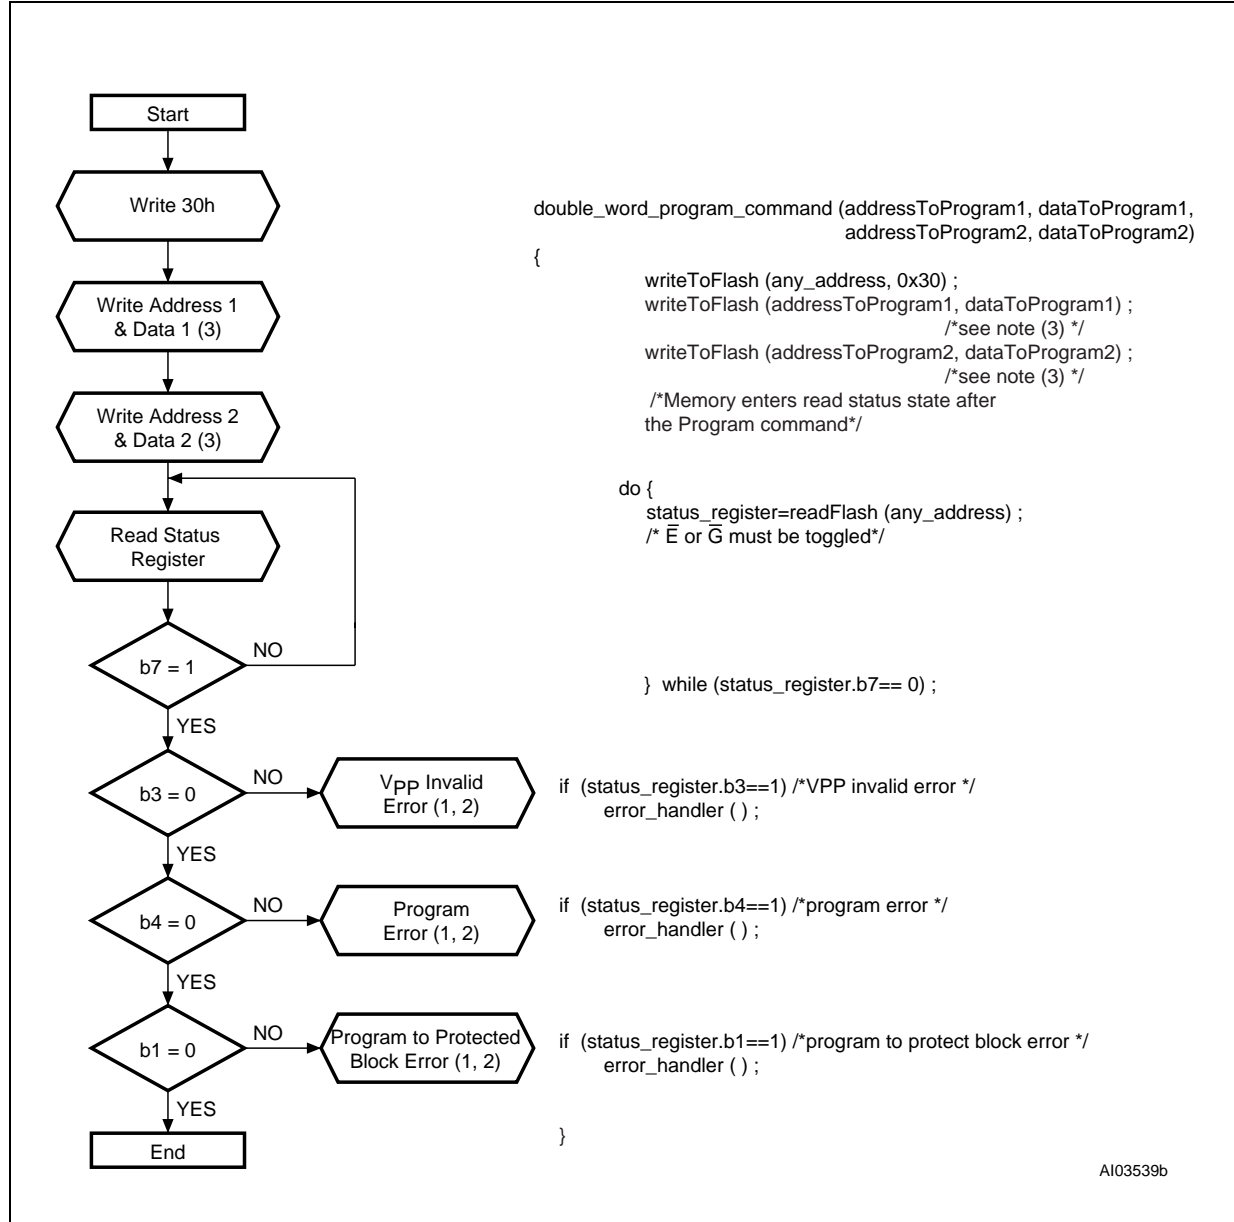 Start
Write 30h
Write Address 1
& Data 1 (3)
Write Address 2
& Data 2 (3)
Read Status
Register
b7 = 1
NO
YES
b3 = 0
NO
VPP Invalid
Error (1, 2)
YES
b4 = 0
NO
Program
Error (1, 2)
YES
b1 = 0
NO
Program to Protected
Block Error (1, 2)
YES
End
double_word_program_command (addressToProgram1, dataToProgram1,
addressToProgram2, dataToProgram2)
{
writeToFlash (any_address, 0x30) ;
writeToFlash (addressToProgram1, dataToProgram1) ;
/*see note (3) */
writeToFlash (addressToProgram2, dataToProgram2) ;
/*see note (3) */
/*Memory enters read status state after
the Program command*/
do {
status_register=readFlash (any_address) ;
/* E̅ or G̅ must be toggled*/
} while (status_register.b7== 0) ;
if (status_register.b3==1) /*VPP invalid error */
error_handler ( ) ;
if (status_register.b4==1) /*program error */
error_handler ( ) ;
if (status_register.b1==1) /*program to protect block error */
error_handler ( ) ;
}
AI03539b